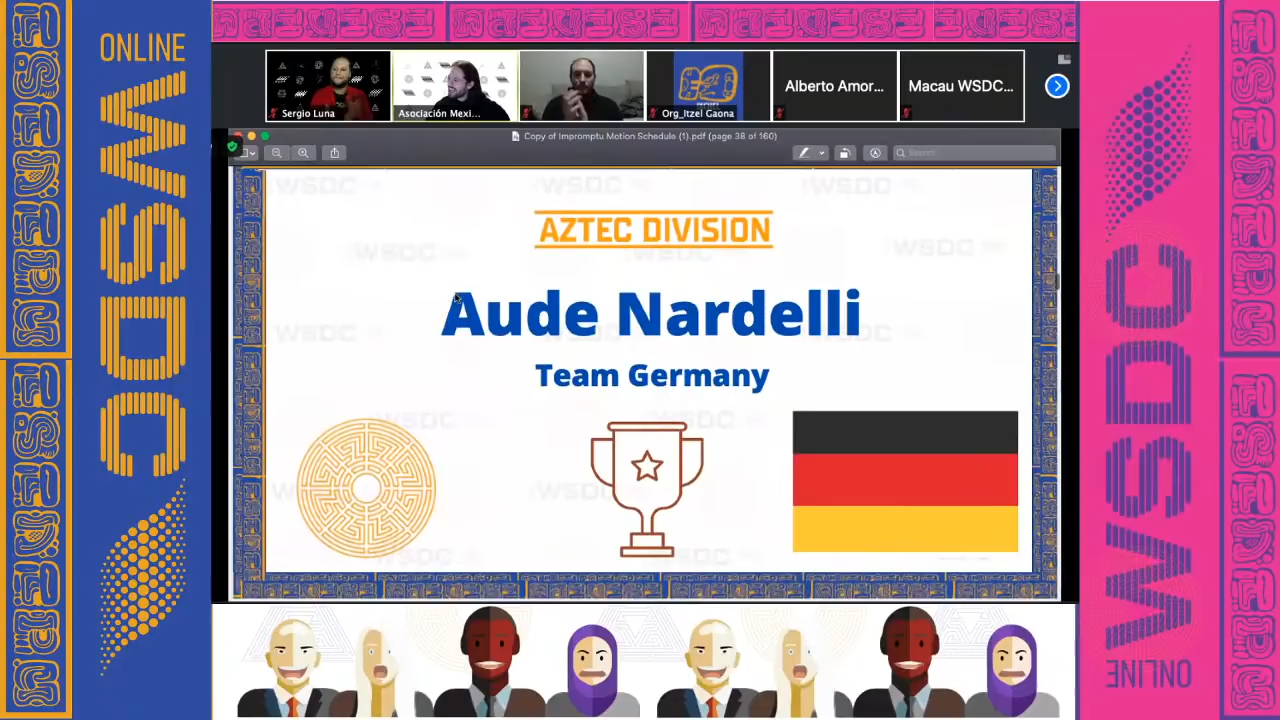 ONLINE
WSDC
Sergio Luna
Asociación Mexi...
Org_Itzel Gaona
Alberto Amor...
Macau WSDC...
Copy of Impromptu Motion Schedule (1).pdf (page 38 of 160)
Search
AZTEC DIVISION
Aude Nardelli
Team Germany
WSDC
ONLINE